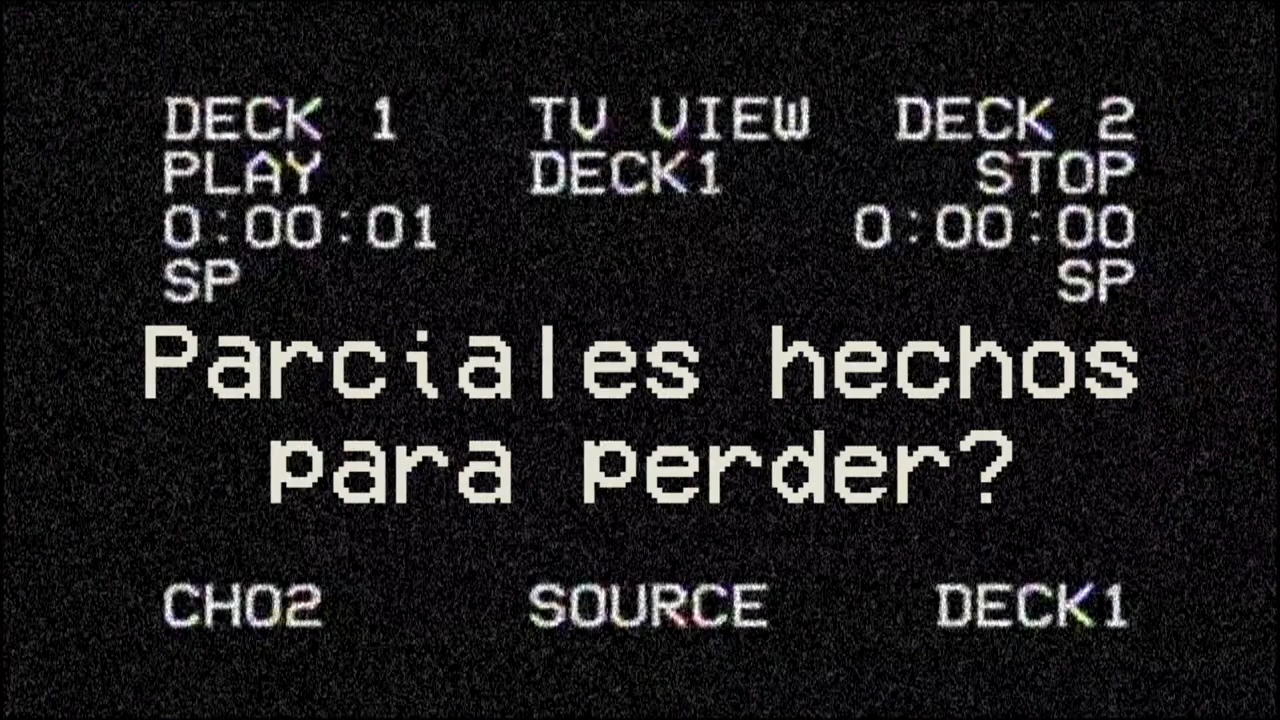 DECK 1 TV VIEW DECK 2
PLAY DECK1 STOP
0:00:01 0:00:00
SP SP
Parciales hechos
para perder?
CH02 SOURCE DECK1